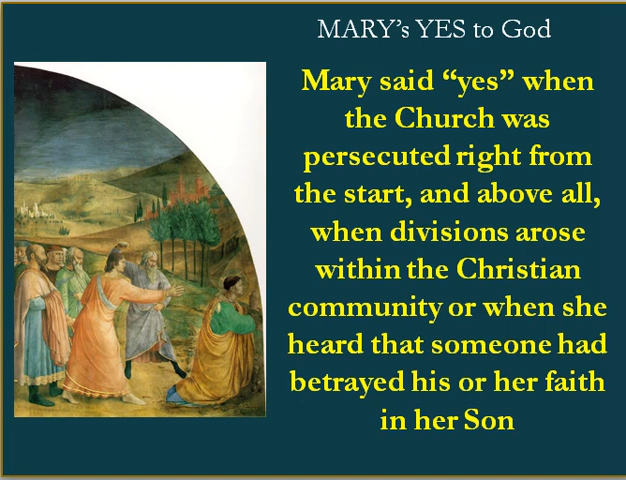 MARY’s YES to God
Mary said “yes” when
the Church was
persecuted right from
the start, and above all,
when divisions arose
within the Christian
community or when she
heard that someone had
betrayed his or her faith
in her Son